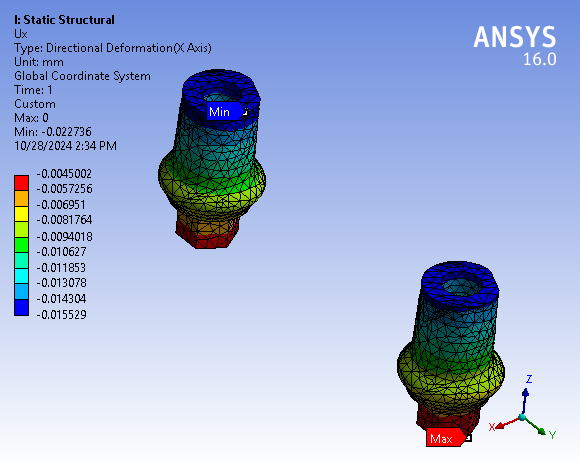 I: Static Structural
Ux
Type: Directional Deformation(X Axis)
Unit: mm
Global Coordinate System
Time: 1
Custom
Max: 0
Min: -0.022736
10/28/2024 2:34 PM
ANSYS
16.0
-0.0045002
-0.0057256
-0.006951
-0.0081764
-0.0094018
-0.010627
-0.011853
-0.013078
-0.014304
-0.015529
Min
Max
Z
X
Y